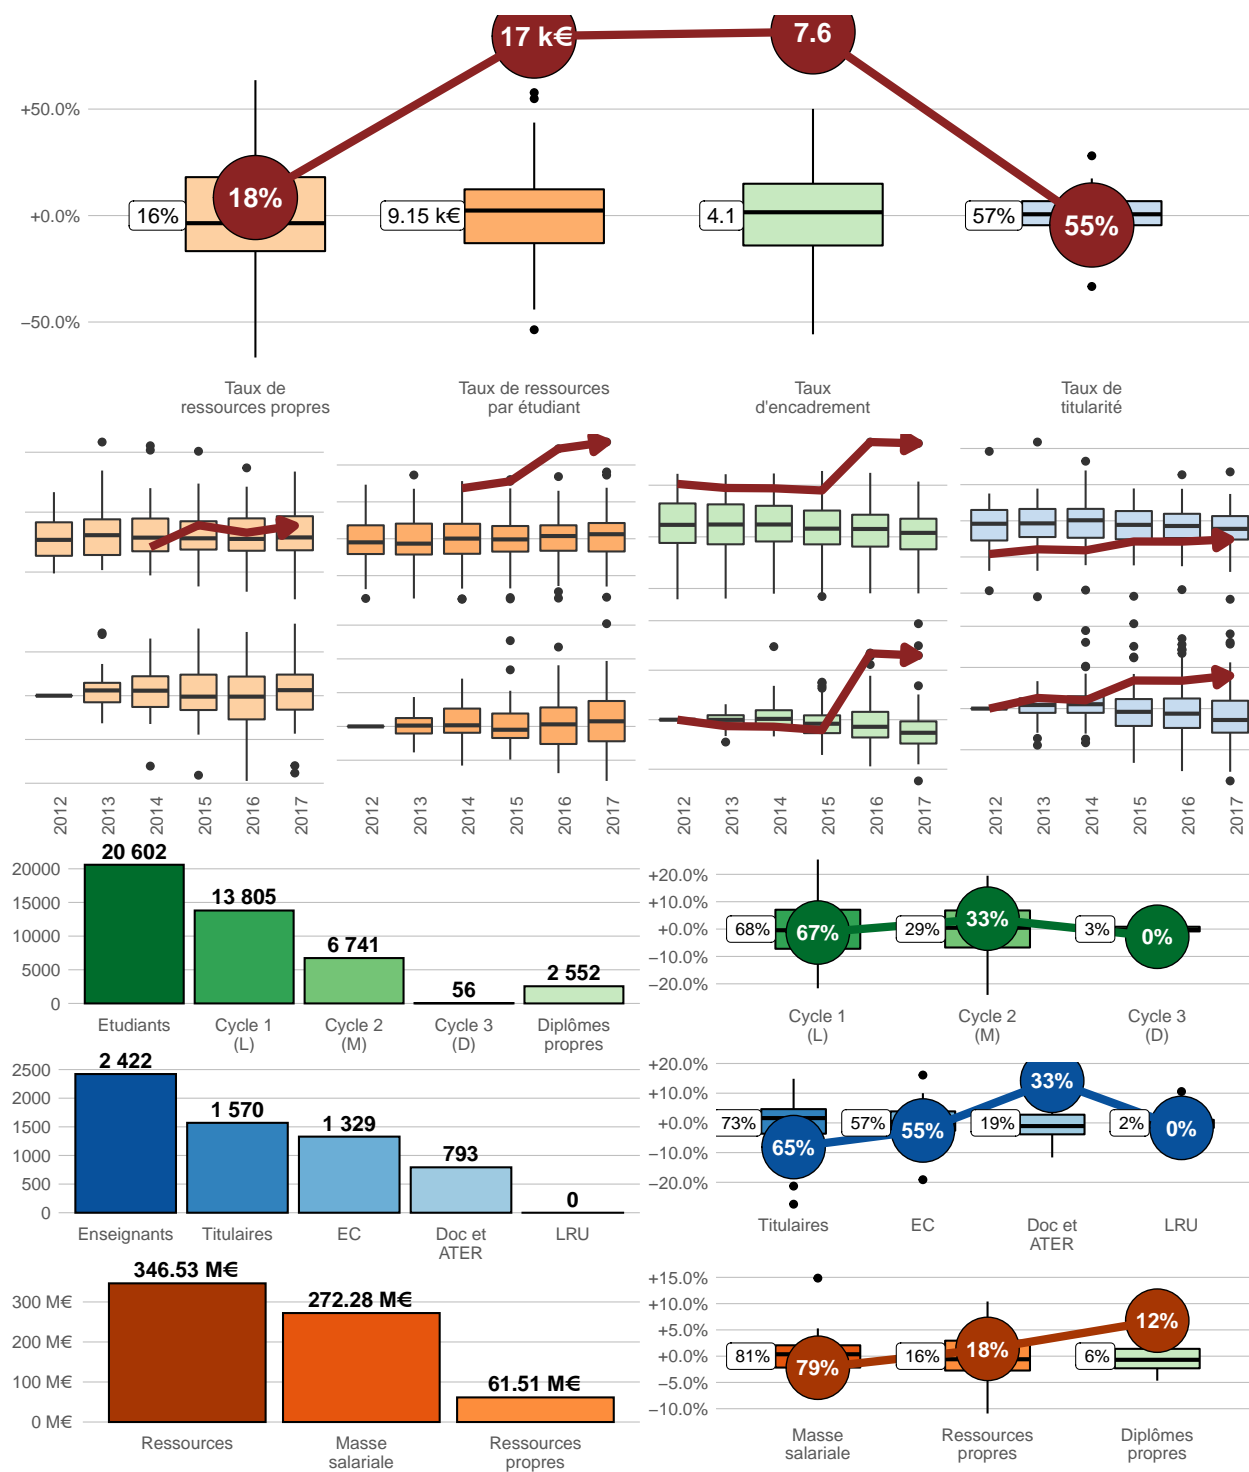 17 k€
7.6
+50.0%
16%
18%
+0.0%
9.15 k€
4.1
57%
55%
−50.0%
Taux de
ressources propres
Taux de ressources
par étudiant
Taux
d'encadrement
Taux de
titularité
2012
2013
2014
2015
2016
2017
2012
2013
2014
2015
2016
2017
2012
2013
2014
2015
2016
2017
2012
2013
2014
2015
2016
2017
20 602
13 805
6 741
56
2 552
20000
15000
10000
5000
0
Etudiants
Cycle 1
(L)
Cycle 2
(M)
Cycle 3
(D)
Diplômes
propres
+20.0%
+10.0%
+0.0%
−10.0%
−20.0%
68%
67%
29%
33%
3%
0%
Cycle 1
(L)
Cycle 2
(M)
Cycle 3
(D)
2 422
1 570
1 329
793
0
2500
2000
1500
1000
500
0
Enseignants
Titulaires
EC
Doc et
ATER
LRU
+20.0%
+10.0%
+0.0%
−10.0%
−20.0%
73%
65%
57%
55%
19%
33%
2%
0%
Titulaires
EC
Doc et
ATER
LRU
346.53 M€
272.28 M€
61.51 M€
300 M€
200 M€
100 M€
0 M€
Ressources
Masse
salariale
Ressources
propres
+15.0%
+10.0%
+5.0%
+0.0%
−5.0%
−10.0%
81%
79%
16%
18%
6%
12%
Masse
salariale
Ressources
propres
Diplômes
propres